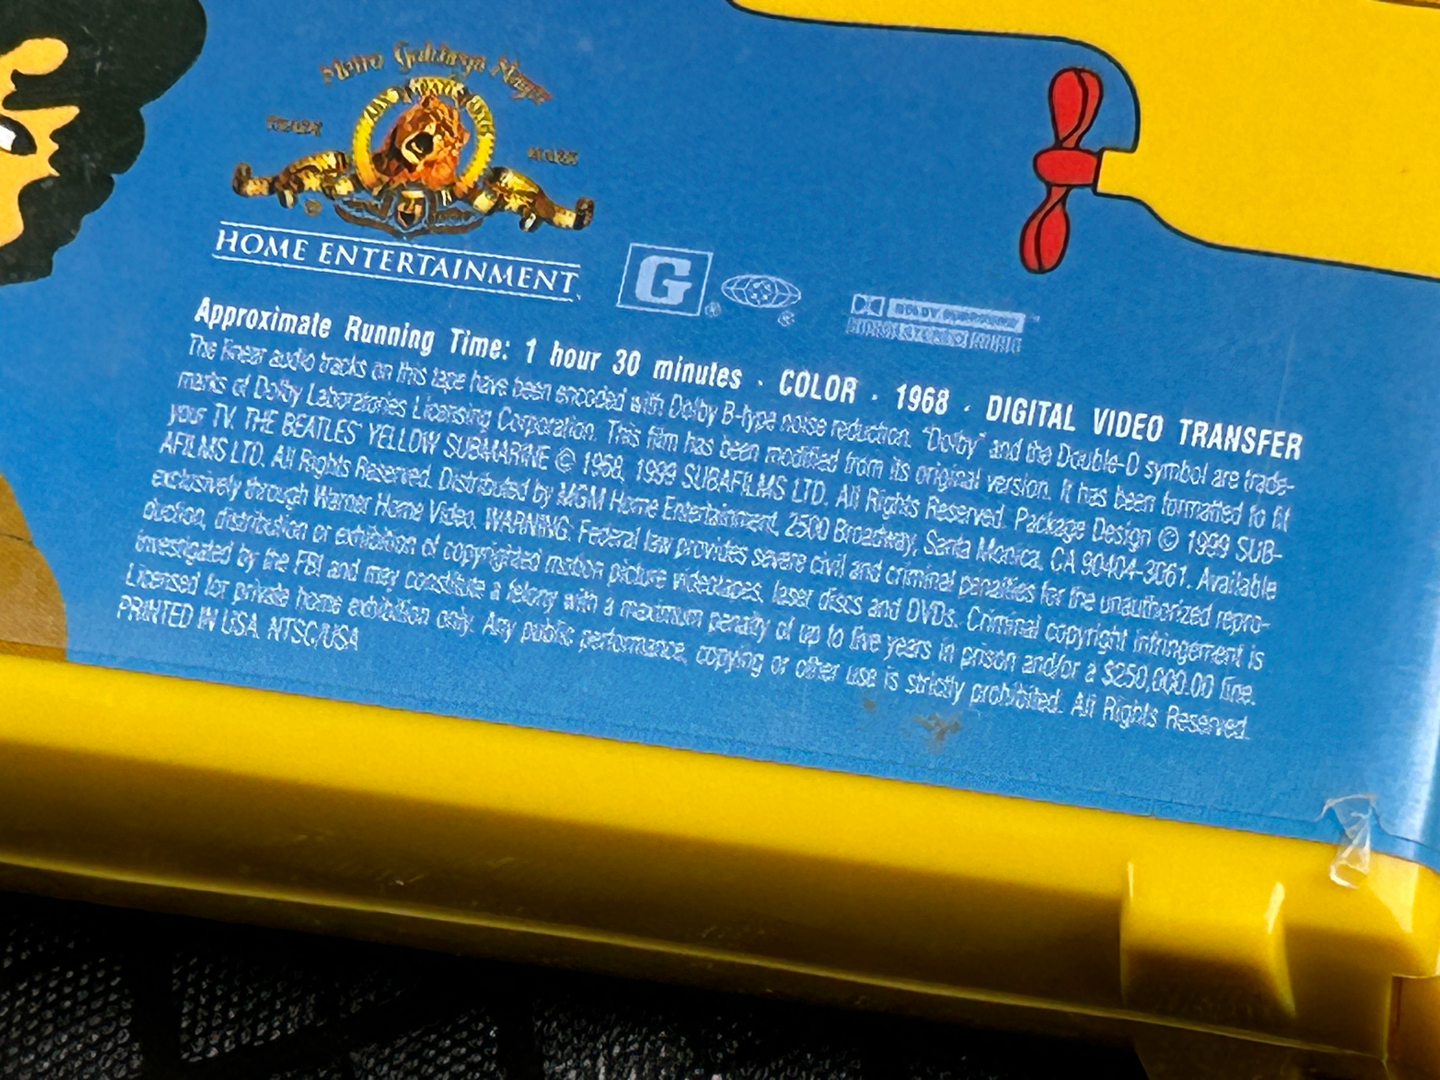 HOME ENTERTAINMENT
G
Approximate Running Time: 1 hour 30 minutes · COLOR · 1968 · DIGITAL VIDEO TRANSFER
The linear audio tracks on this tape have been encoded with Dolby B-type noise reduction. "Dolby" and the Double-D symbol are trade-
marks of Dolby Laboratories Licensing Corporation. This film has been modified from its original version. It has been formatted to fit
your TV. THE BEATLES' YELLOW SUBMARINE © 1968, 1999 SUBAFILMS LTD. All Rights Reserved. Package Design © 1999 SUB-
AFILMS LTD. All Rights Reserved. Distributed by MGM Home Entertainment, 2500 Broadway, Santa Monica, CA 90404-3061. Available
exclusively through Warner Home Video. WARNING: Federal law provides severe civil and criminal penalties for the unauthorized repro-
duction, distribution or exhibition of copyrighted motion picture videotapes, laser discs and DVDs. Criminal copyright infringement is
investigated by the FBI and may constitute a felony with a maximum penalty of up to five years in prison and/or a $250,000.00 fine.
Licensed for private home exhibition only. Any public performance, copying or other use is strictly prohibited. All Rights Reserved.
PRINTED IN USA. NTSC/USA